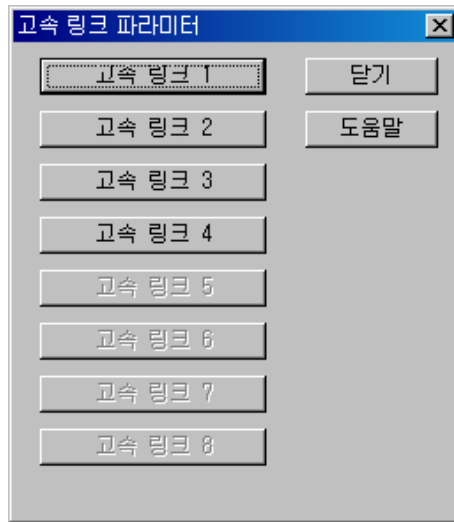 고속 링크 파라미터
고속 링크 1
닫기
고속 링크 2
도움말
고속 링크 3
고속 링크 4
고속 링크 5
고속 링크 6
고속 링크 7
고속 링크 8